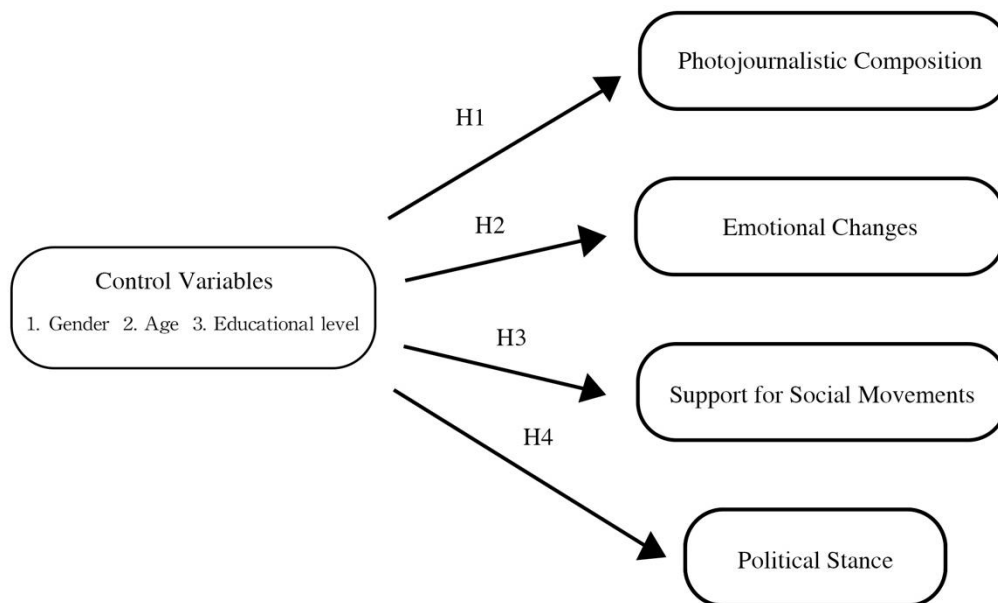 Photojournalistic Composition
H1
H2
Emotional Changes
Control Variables
1. Gender 2. Age 3. Educational level
H3
Support for Social Movements
H4
Political Stance